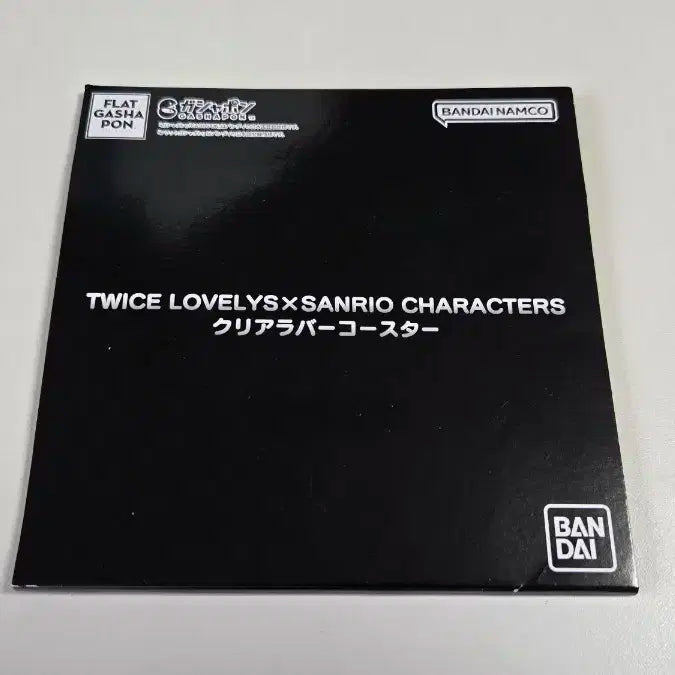 FLAT
GASHA
PON
ガシャポン
GASHAPON
BANDAI NAMCO
TWICE LOVELYS×SANRIO CHARACTERS
クリアラバーコースター
BAN
DAI